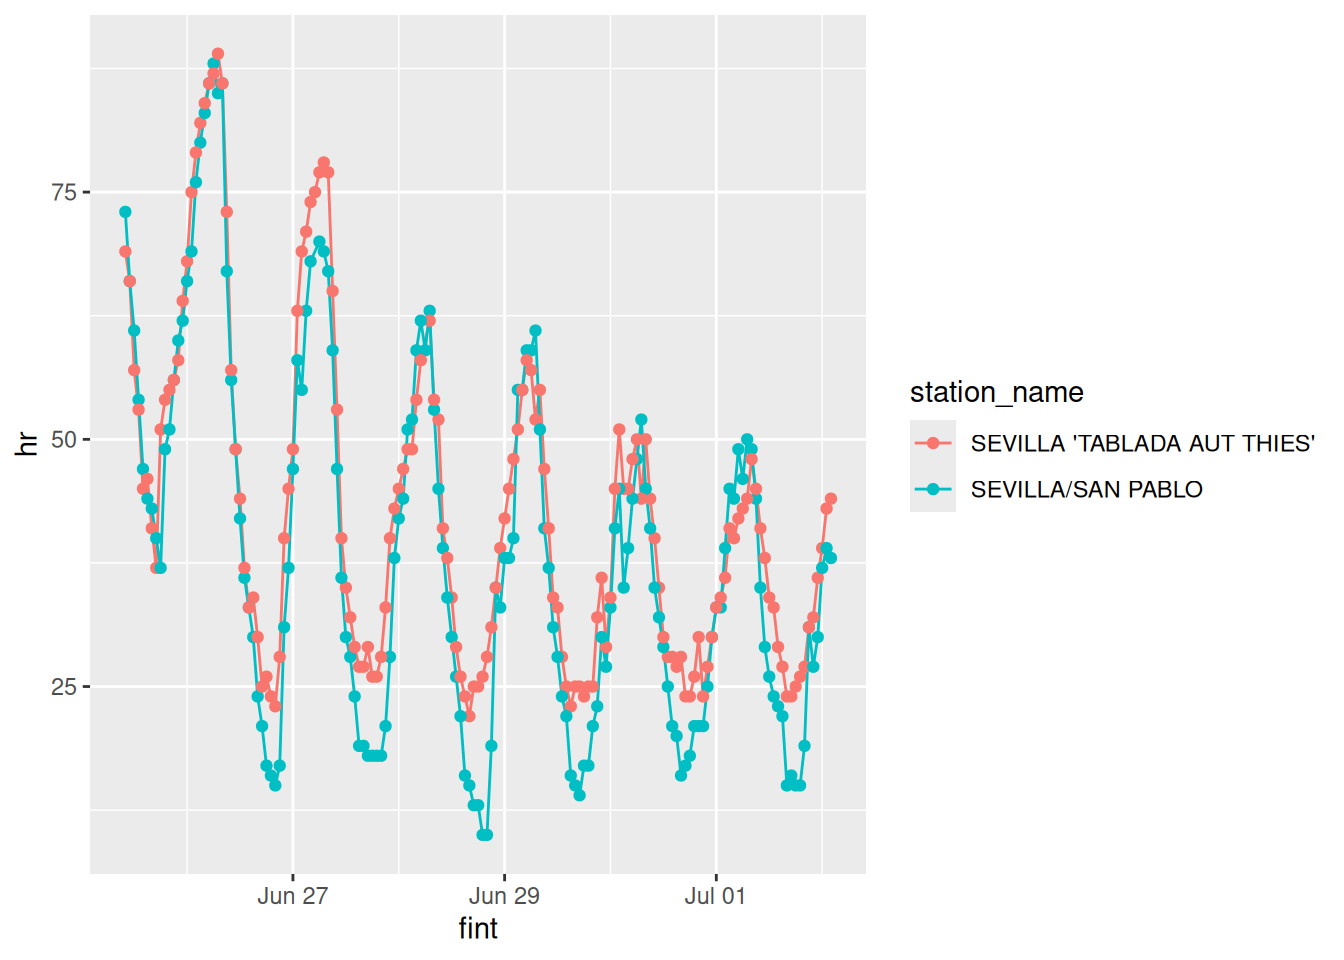 75
50
25
hr
Jun 27
Jun 29
Jul 01
fint
station_name
SEVILLA 'TABLADA AUT THIES'
SEVILLA/SAN PABLO